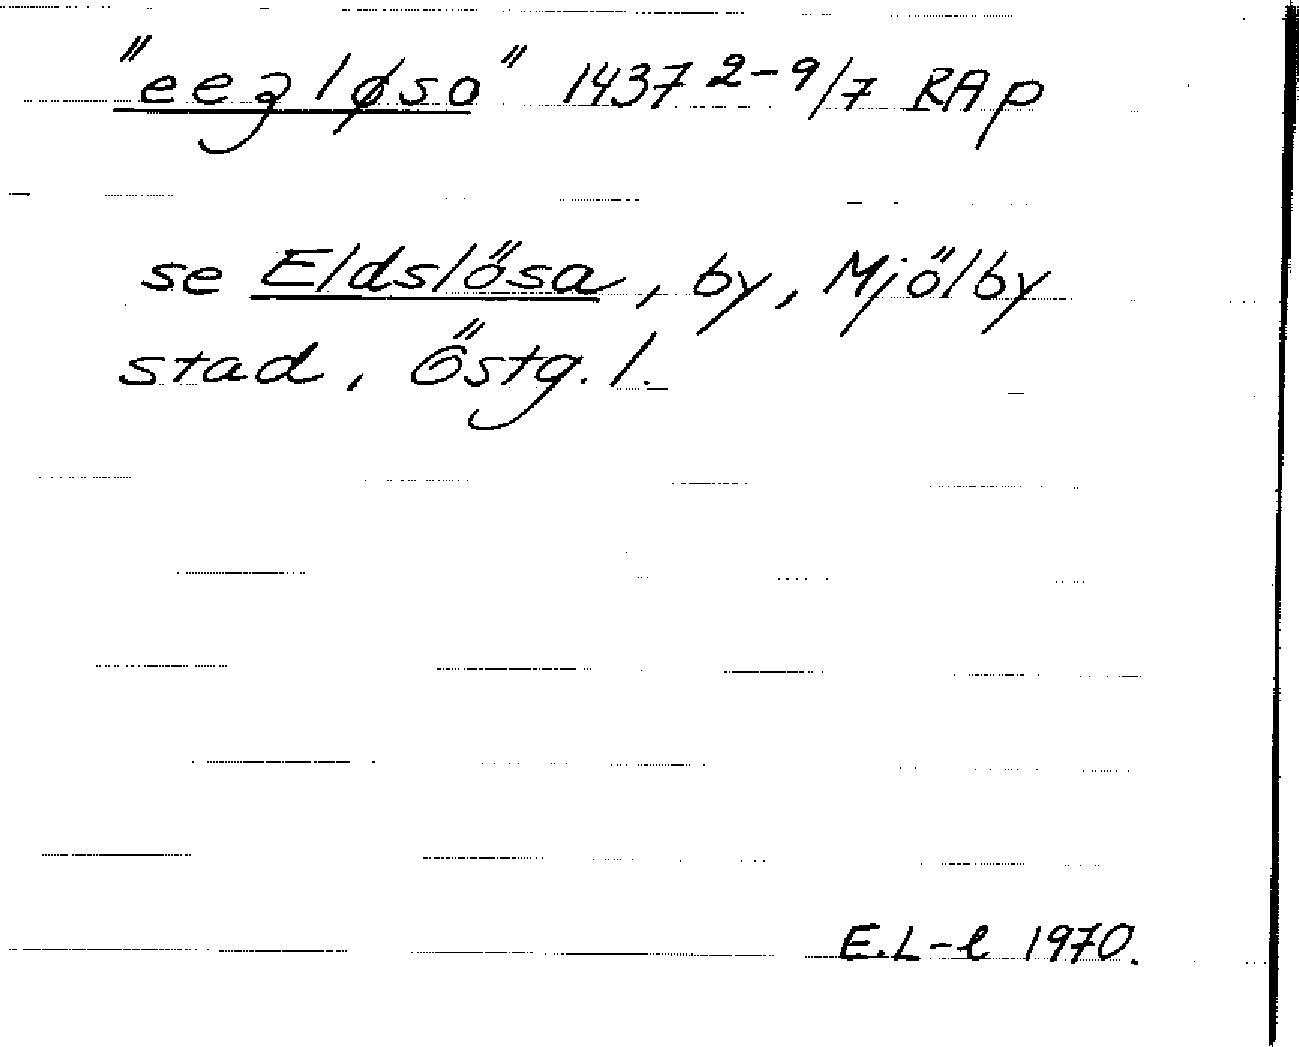 "eezløso" 1437 2-9/7 RAp
se Eldslösa, by, Mjölby
stad, Östg. l.
E.L-l 1970.